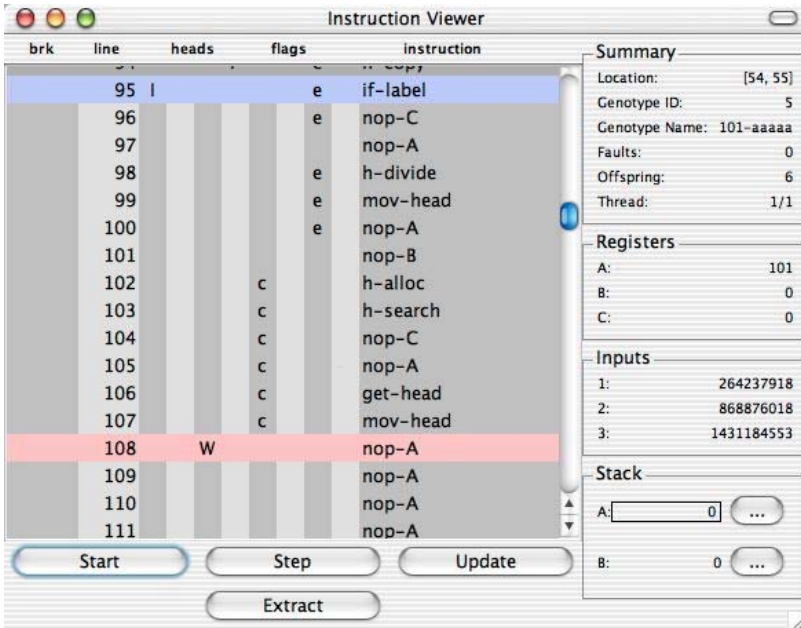 Instruction Viewer
brk line heads flags instruction
95 I e if-label
96 e nop-C
97 nop-A
98 e h-divide
99 e mov-head
100 e nop-A
101 nop-B
102 c h-alloc
103 c h-search
104 c nop-C
105 c nop-A
106 c get-head
107 c mov-head
108 W nop-A
109 nop-A
110 nop-A
111 nop-A
Start Step Update
Extract
Summary
Location: [54, 55]
Genotype ID: 5
Genotype Name: 101-aaaaa
Faults: 0
Offspring: 6
Thread: 1/1
Registers
A: 101
B: 0
C: 0
Inputs
1: 264237918
2: 868876018
3: 1431184553
Stack
A: 0 ...
B: 0 ...